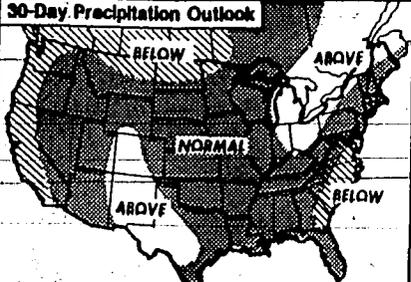 30-Day Precipitation Outlook
BELOW
ABOVE
NORMAL
BELOW
ABOVE